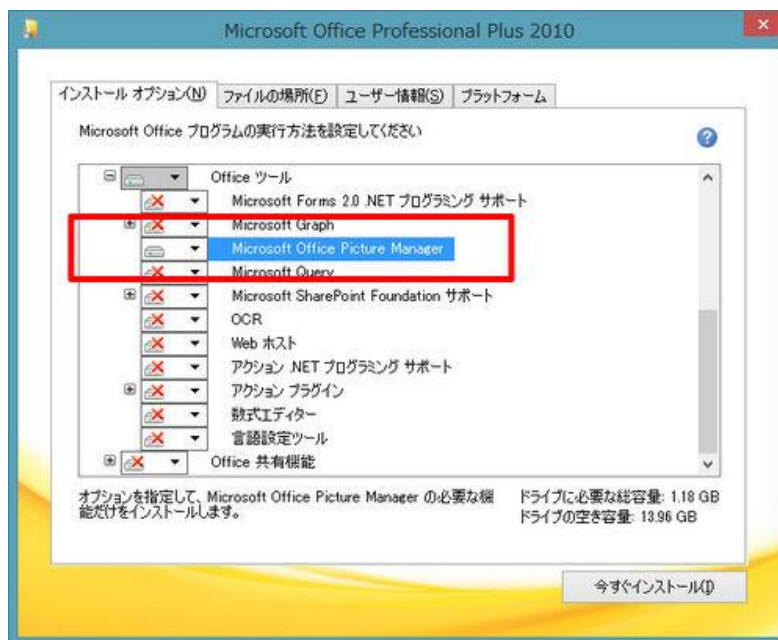 Microsoft Office Professional Plus 2010
インストール オプション(N) ファイルの場所(F) ユーザー情報(S) プラットフォーム
Microsoft Office プログラムの実行方法を設定してください
Office ツール
Microsoft Forms 2.0 .NET プログラミング サポート
Microsoft Graph
Microsoft Office Picture Manager
Microsoft Query
Microsoft SharePoint Foundation サポート
OCR
Web ホスト
アクション .NET プログラミング サポート
アクション プラグイン
数式エディター
言語設定ツール
Office 共有機能
オプションを指定して、Microsoft Office Picture Manager の必要な機
能だけをインストールします。
ドライブに必要な総容量: 1.18 GB
ドライブの空き容量: 13.96 GB
今すぐインストール(I)